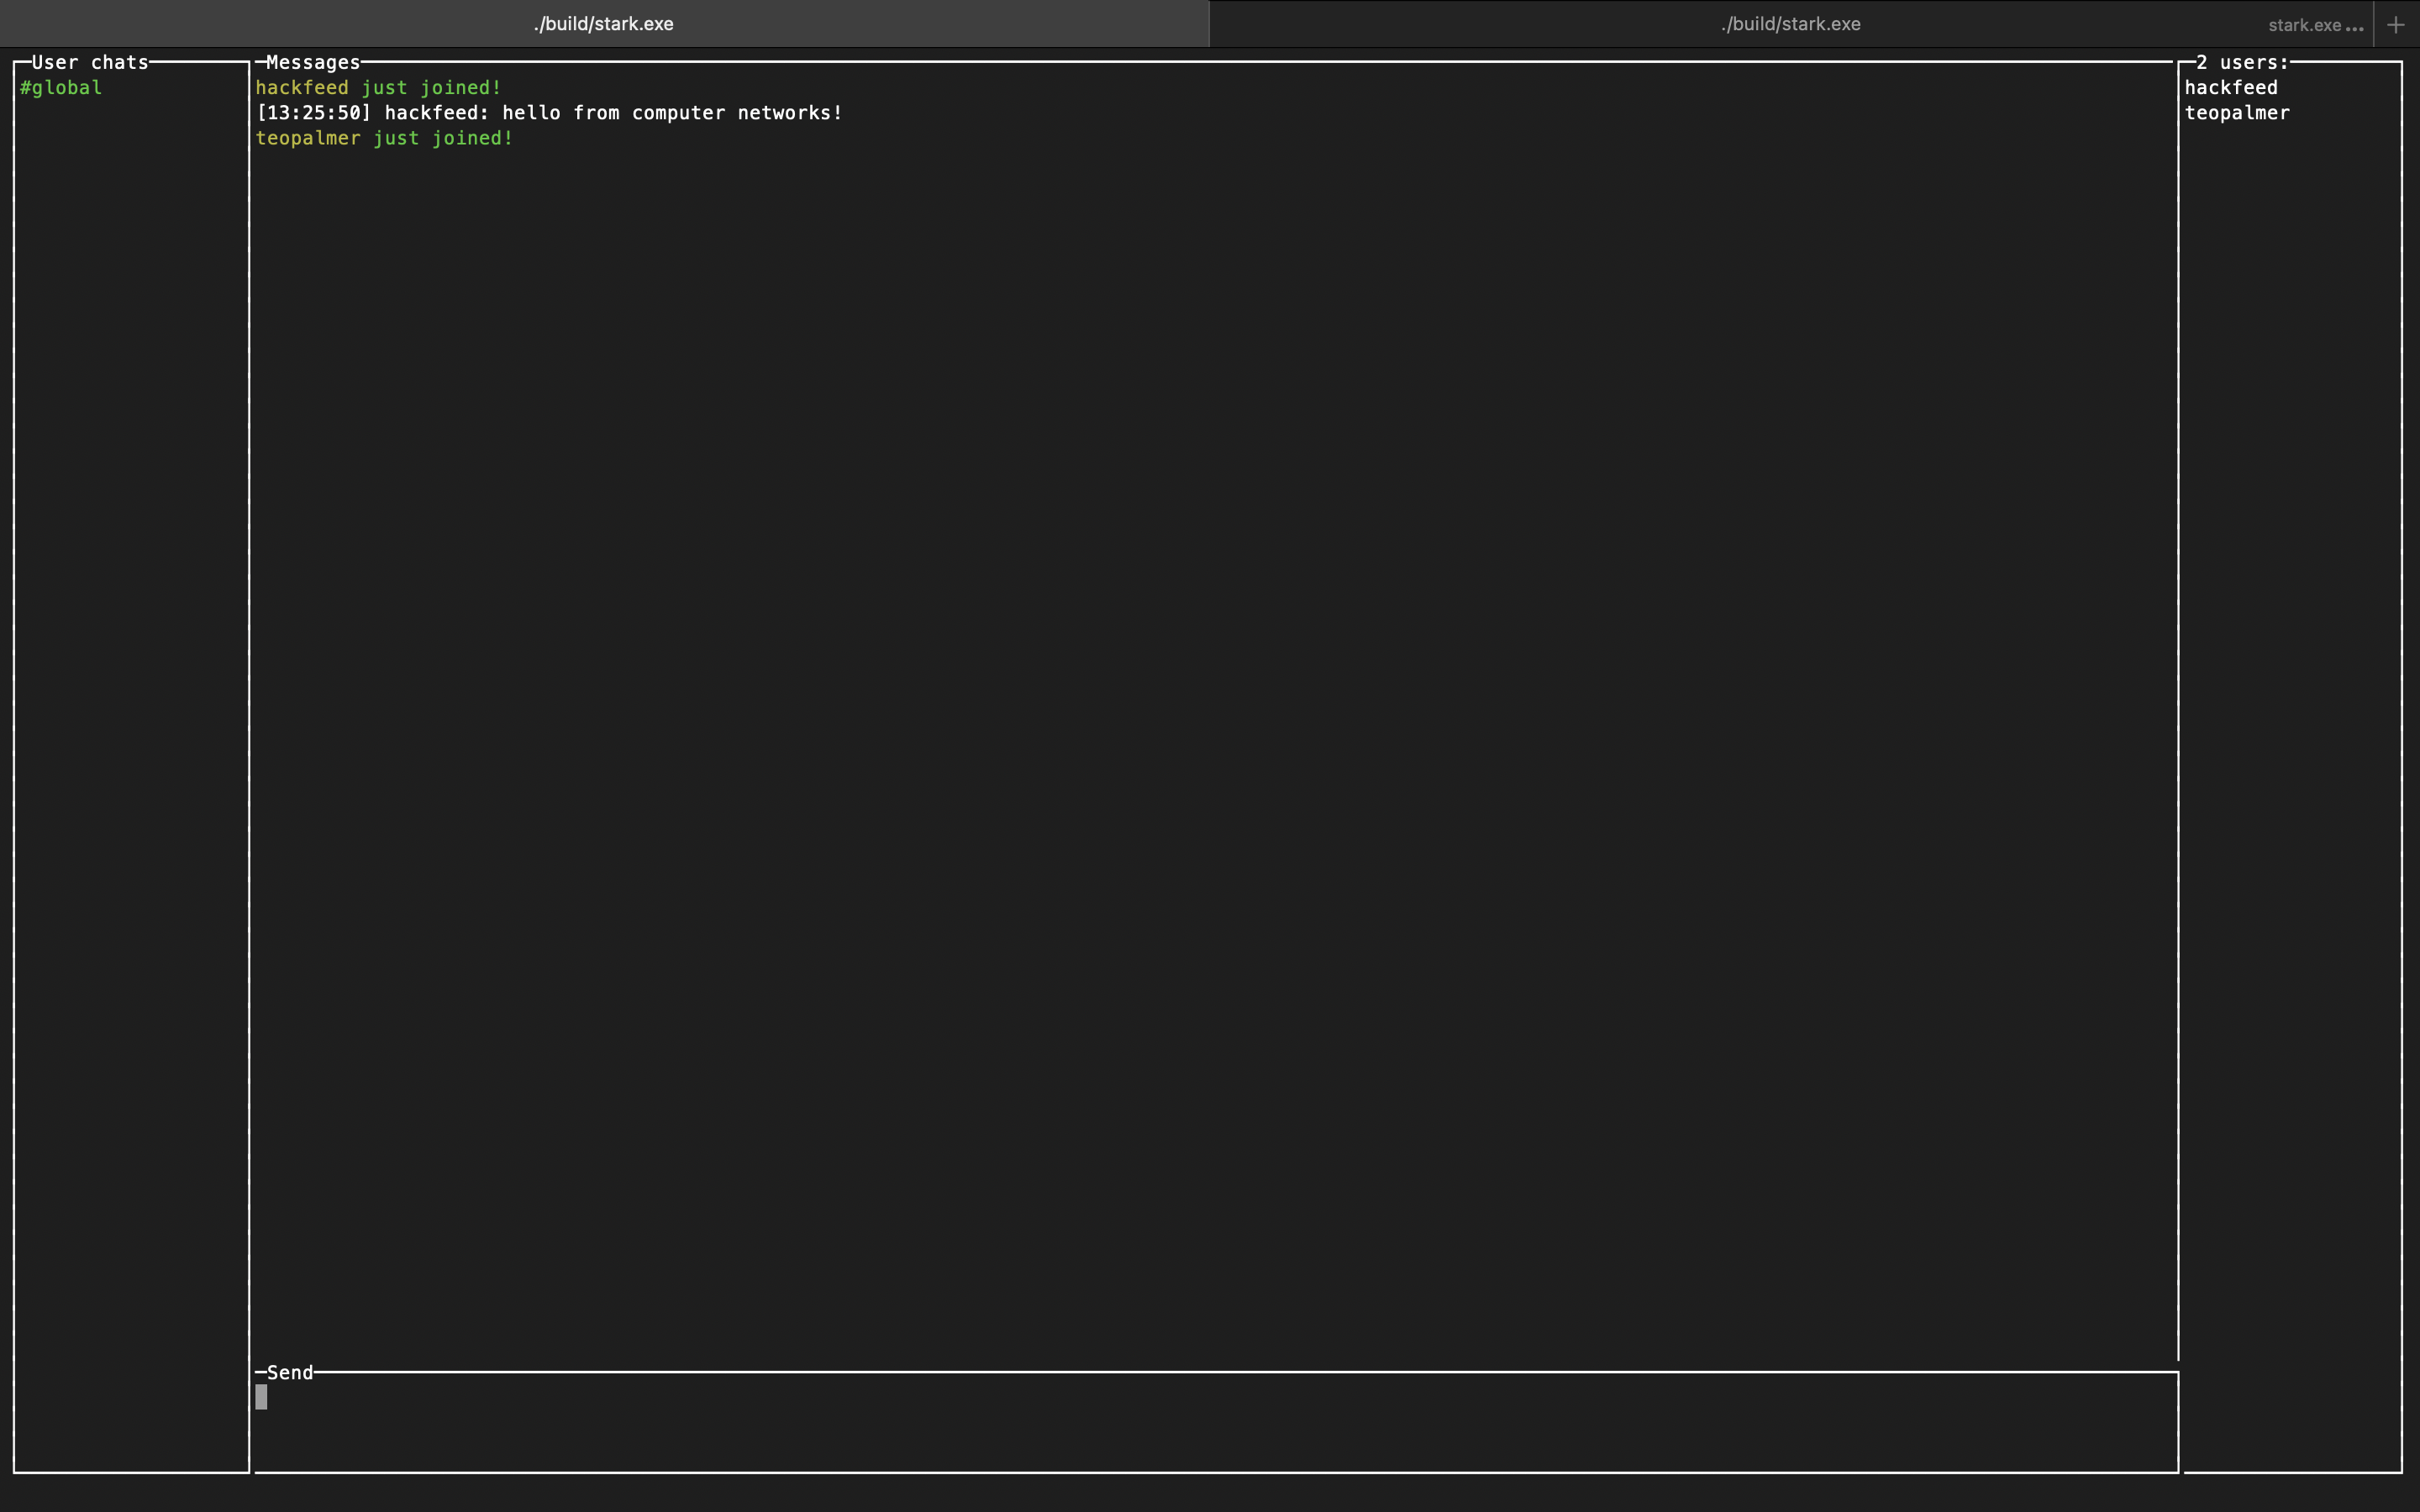 ./build/stark.exe
./build/stark.exe
stark.exe ...
User chats
#global
Messages
hackfeed just joined!
[13:25:50] hackfeed: hello from computer networks!
teopalmer just joined!
2 users:
hackfeed
teopalmer
Send